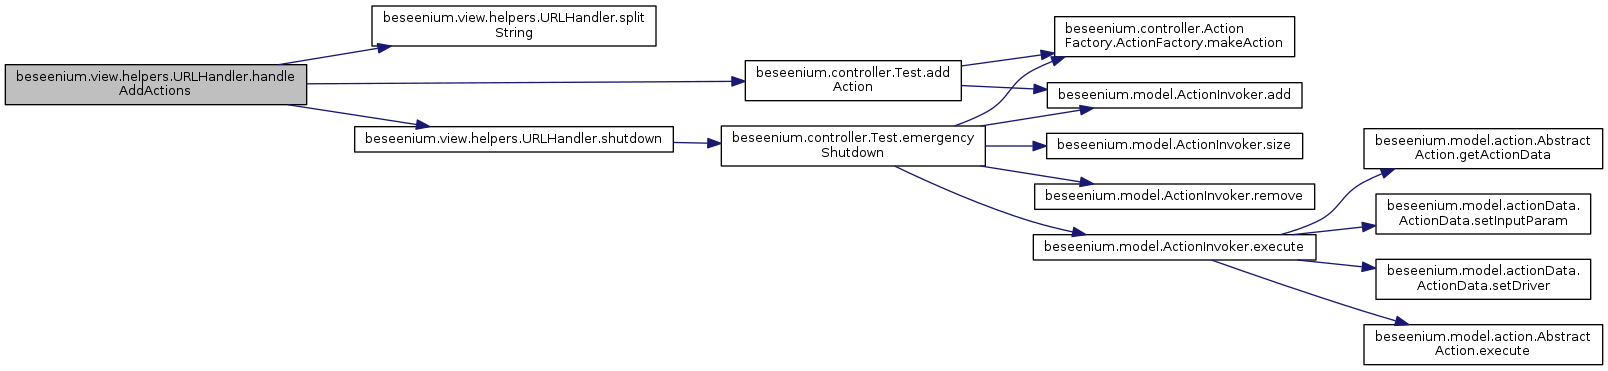 beseenium.view.helpers.URLHandler.handle
AddActions
beseenium.view.helpers.URLHandler.split
String
beseenium.view.helpers.URLHandler.shutdown
beseenium.controller.Test.add
Action
beseenium.controller.Test.emergency
Shutdown
beseenium.controller.Action
Factory.ActionFactory.makeAction
beseenium.model.ActionInvoker.add
beseenium.model.ActionInvoker.size
beseenium.model.ActionInvoker.remove
beseenium.model.ActionInvoker.execute
beseenium.model.action.Abstract
Action.getActionData
beseenium.model.actionData.
ActionData.setInputParam
beseenium.model.actionData.
ActionData.setDriver
beseenium.model.action.Abstract
Action.execute